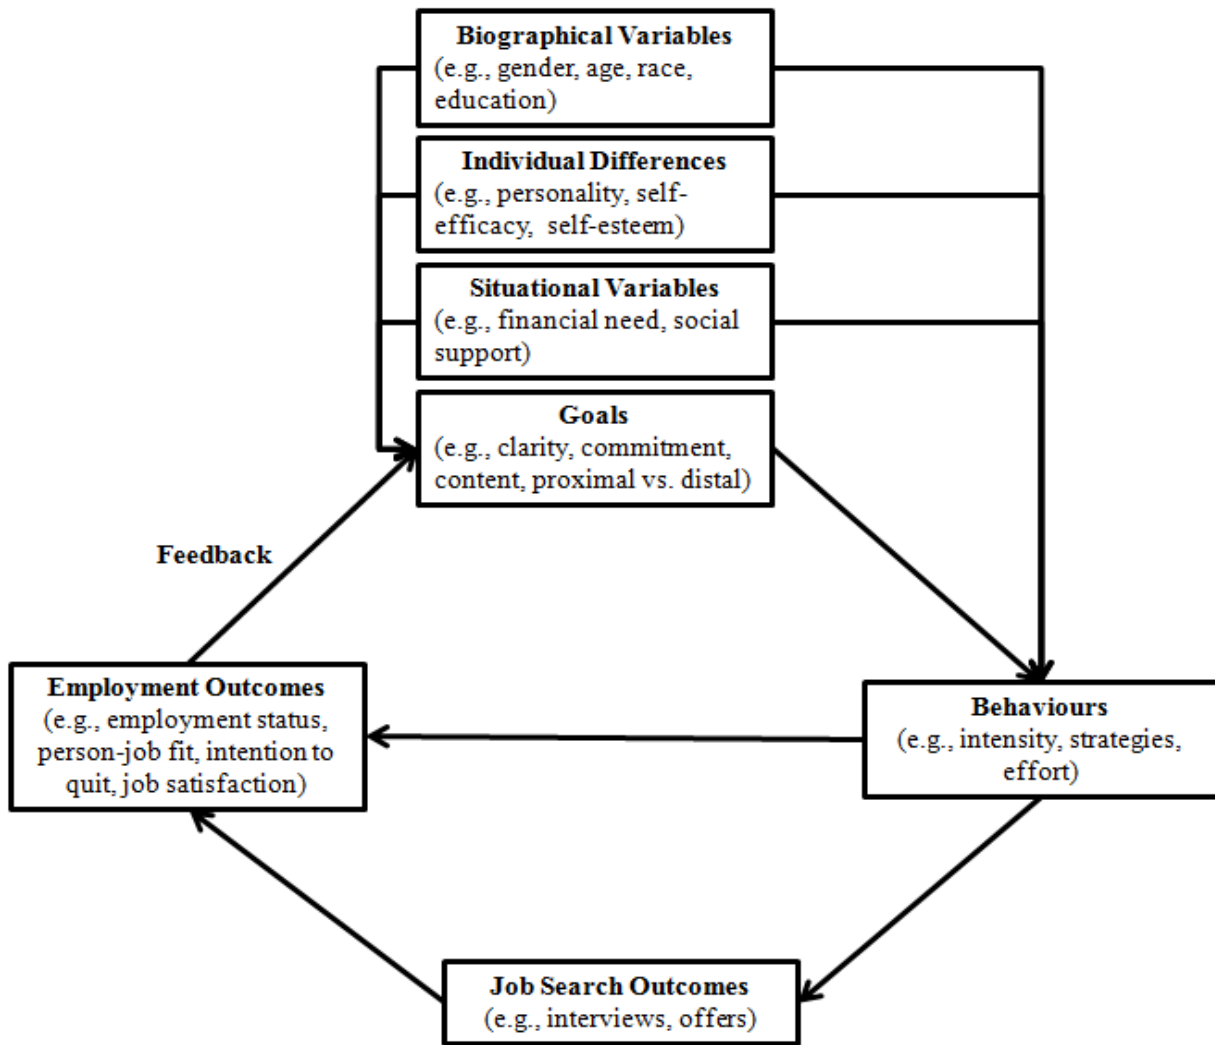 Biographical Variables
(e.g., gender, age, race,
education)
Individual Differences
(e.g., personality, self-
efficacy,  self-esteem)
Situational Variables
(e.g., financial need, social
support)
Goals
(e.g., clarity, commitment,
content, proximal vs. distal)
Feedback
Employment Outcomes
(e.g., employment status,
person-job fit, intention to
quit, job satisfaction)
Behaviours
(e.g., intensity, strategies,
effort)
Job Search Outcomes
(e.g., interviews, offers)